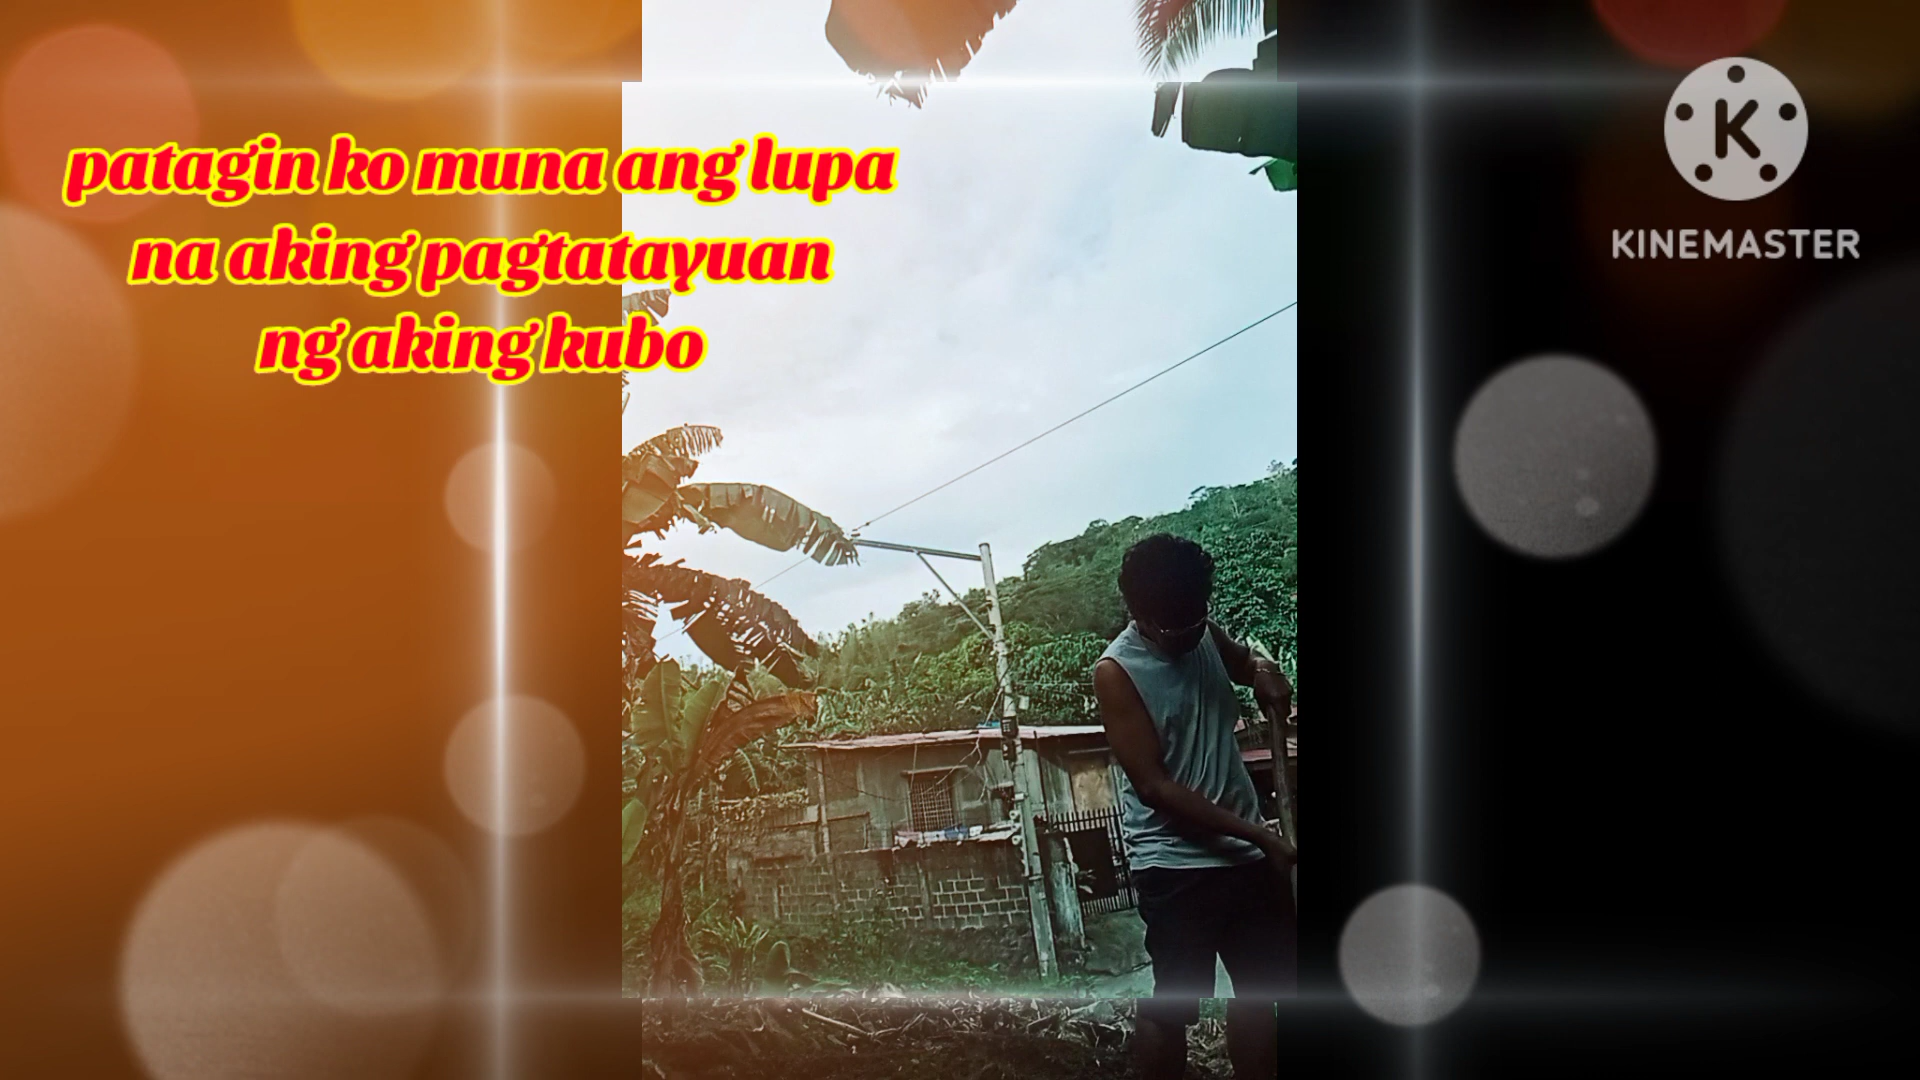 patagin ko muna ang lupa
na aking pagtatayuan
ng aking kubo
K
KINEMASTER